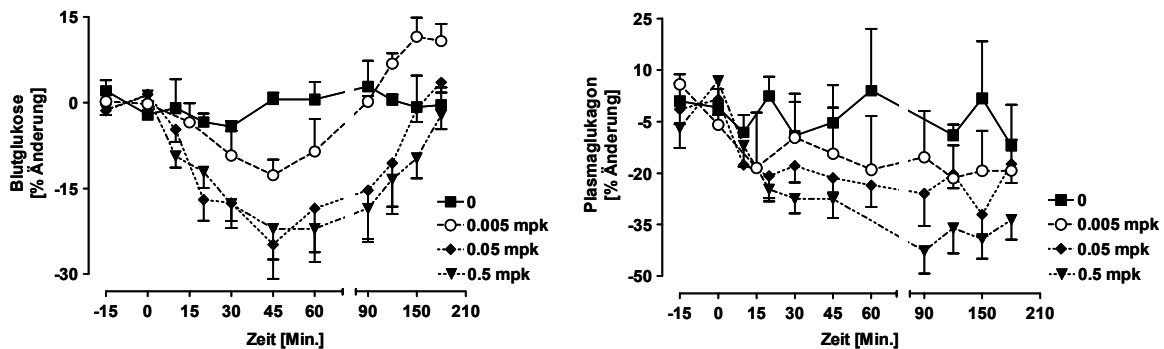 15
0
-15
-30
Blutglukose
[% Änderung]
-15 0 15 30 45 60 90 150 210
Zeit [Min.]
0
0.005 mpk
0.05 mpk
0.5 mpk
25
10
-5
-20
-35
-50
Plasmaglukagon
[% Änderung]
-15 0 15 30 45 60 90 150 210
Zeit [Min.]
0
0.005 mpk
0.05 mpk
0.5 mpk